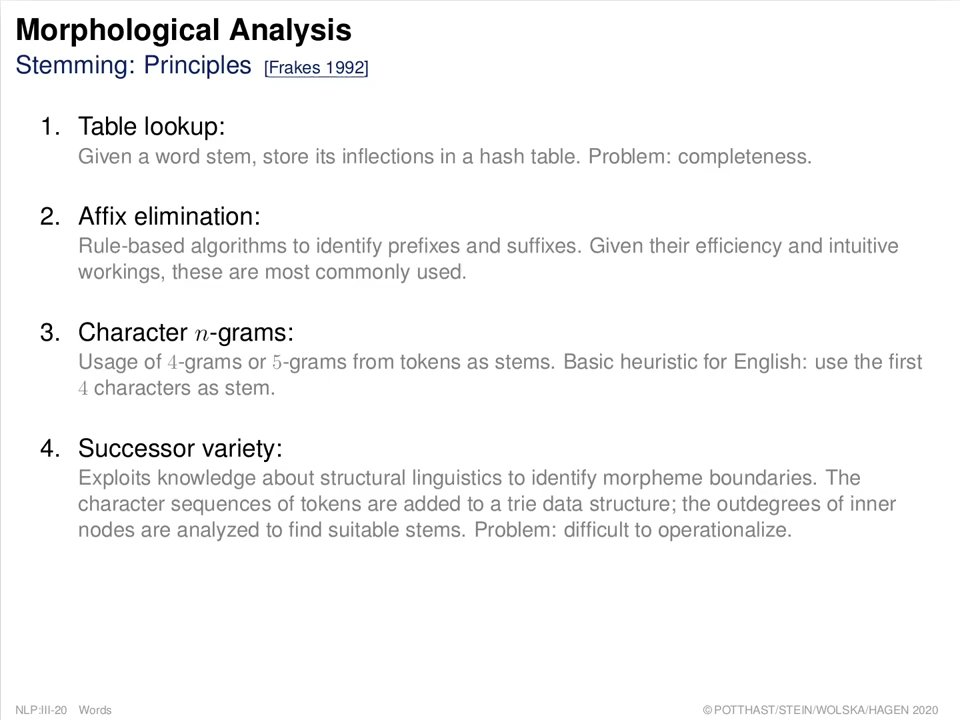 Morphological Analysis
Stemming: Principles [Frakes 1992]
1. Table lookup:
Given a word stem, store its inflections in a hash table. Problem: completeness.
2. Affix elimination:
Rule-based algorithms to identify prefixes and suffixes. Given their efficiency and intuitive
workings, these are most commonly used.
3. Character n-grams:
Usage of 4-grams or 5-grams from tokens as stems. Basic heuristic for English: use the first
4 characters as stem.
4. Successor variety:
Exploits knowledge about structural linguistics to identify morpheme boundaries. The
character sequences of tokens are added to a trie data structure; the outdegrees of inner
nodes are analyzed to find suitable stems. Problem: difficult to operationalize.
NLP:III-20 Words
© POTTHAST/STEIN/WOLSKA/HAGEN 2020